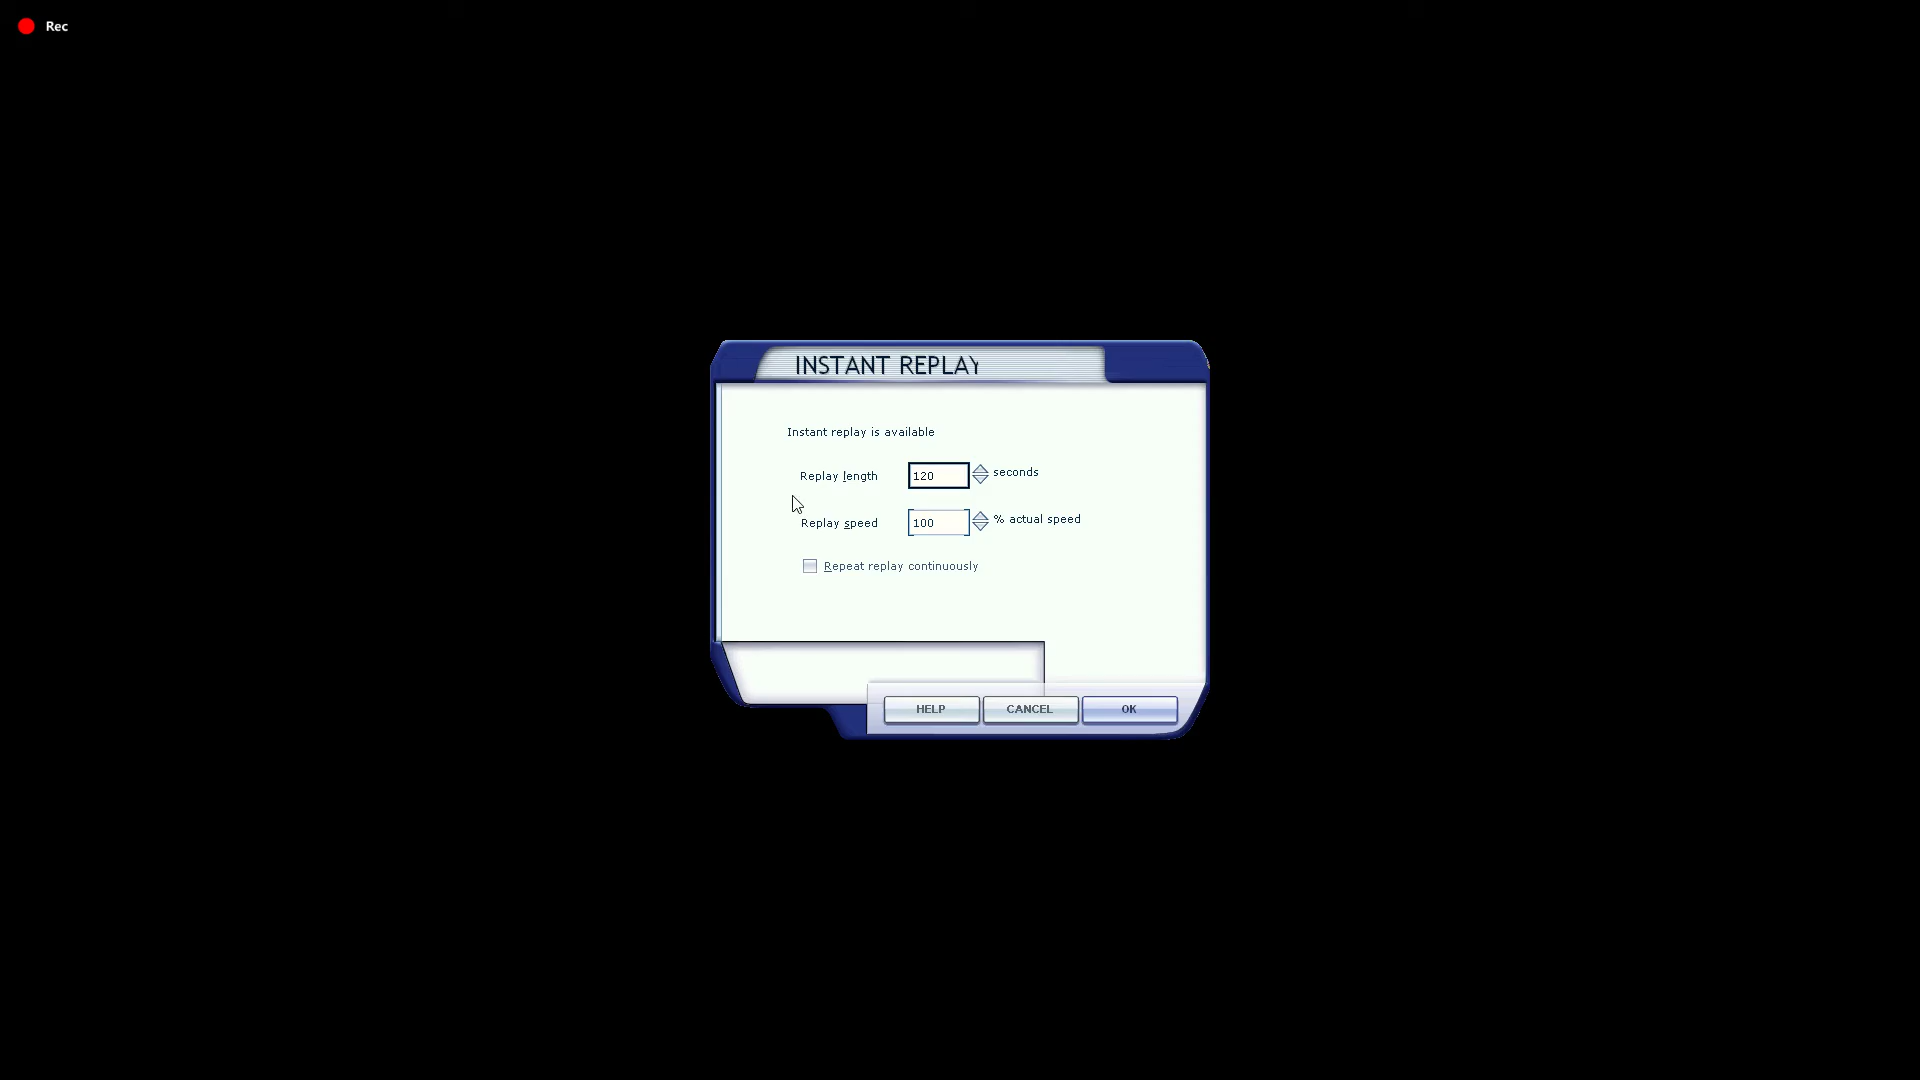 Rec
INSTANT REPLAY
Instant replay is available
Replay length 120 seconds
Replay speed 100 % actual speed
Repeat replay continuously
HELP CANCEL OK